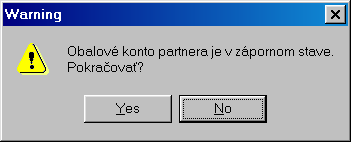 Warning
Obalové konto partnera je v zápornom stave.
Pokračovať?
Yes
No